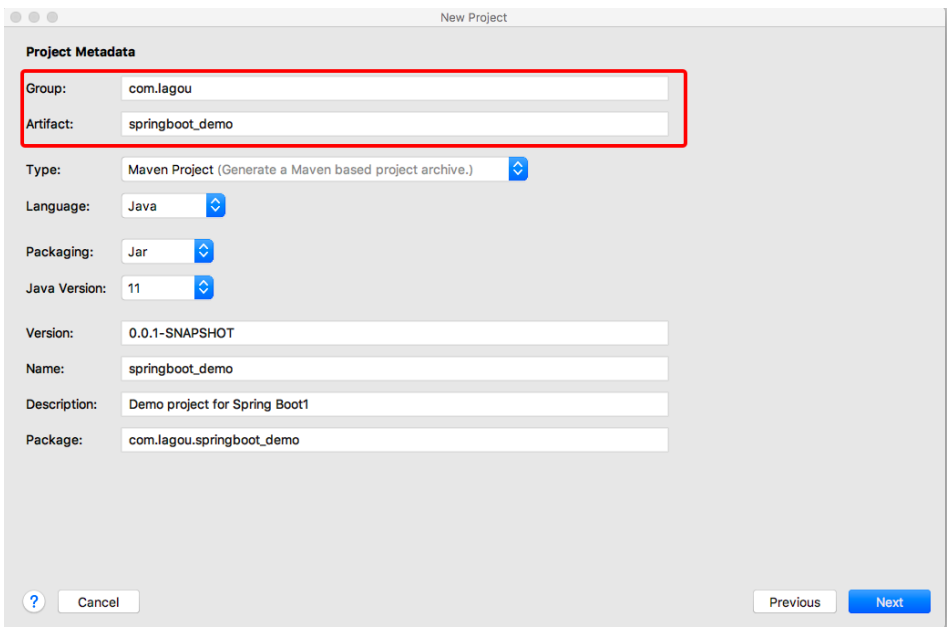 New Project
Project Metadata
Group: com.lagou
Artifact: springboot_demo
Type: Maven Project (Generate a Maven based project archive.)
Language: Java
Packaging: Jar
Java Version: 11
Version: 0.0.1-SNAPSHOT
Name: springboot_demo
Description: Demo project for Spring Boot1
Package: com.lagou.springboot_demo
? Cancel Previous Next